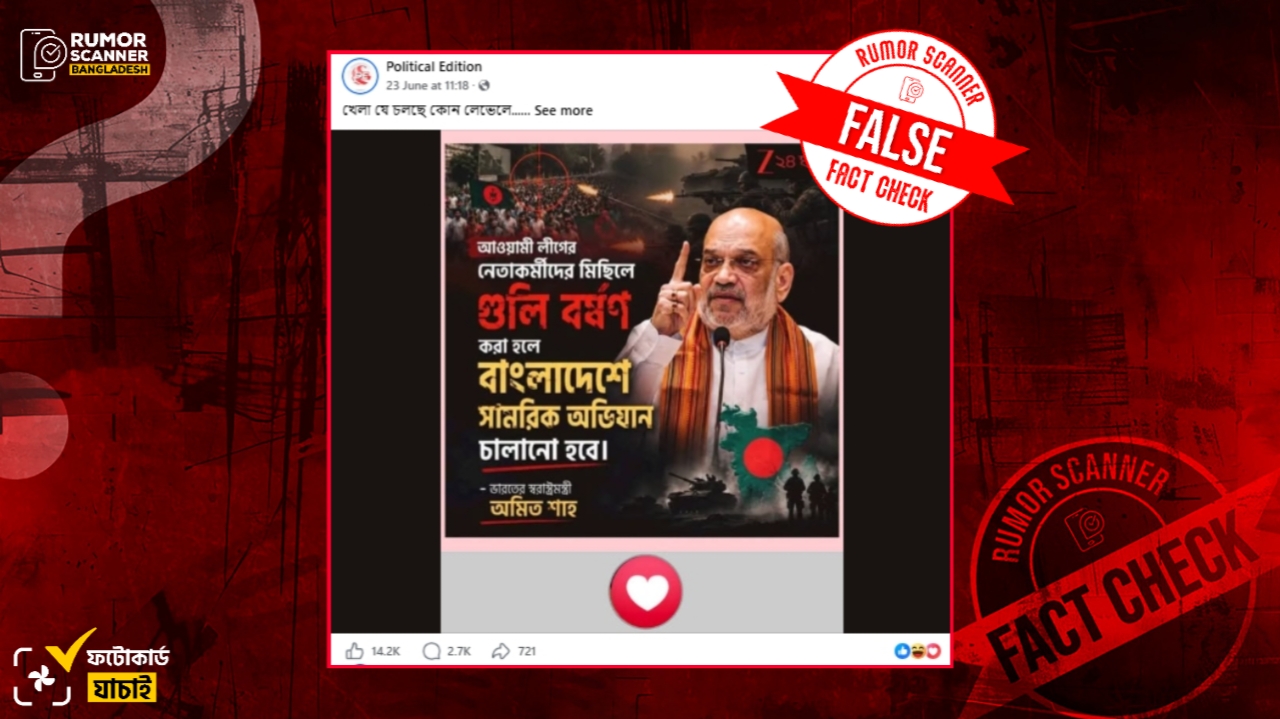 RUMOR
SCANNER
BANGLADESH
Political Edition
23 June at 11:18
খেলা যে চলছে কোন লেভেলে...... See more
Z ২৪
আওয়ামী লীগের
নেতাকর্মীদের মিছিলে
গুলি বর্ষণ
করা হলে
বাংলাদেশে
সামরিক অভিযান
চালানো হবে।
- ভারতের স্বরাষ্ট্রমন্ত্রী
অমিত শাহ
14.2K 2.7K 721
RUMOR SCANNER
FALSE
FACT CHECK
RUMOR SCANNER
FACT CHECK
ফটোকার্ড
যাচাই